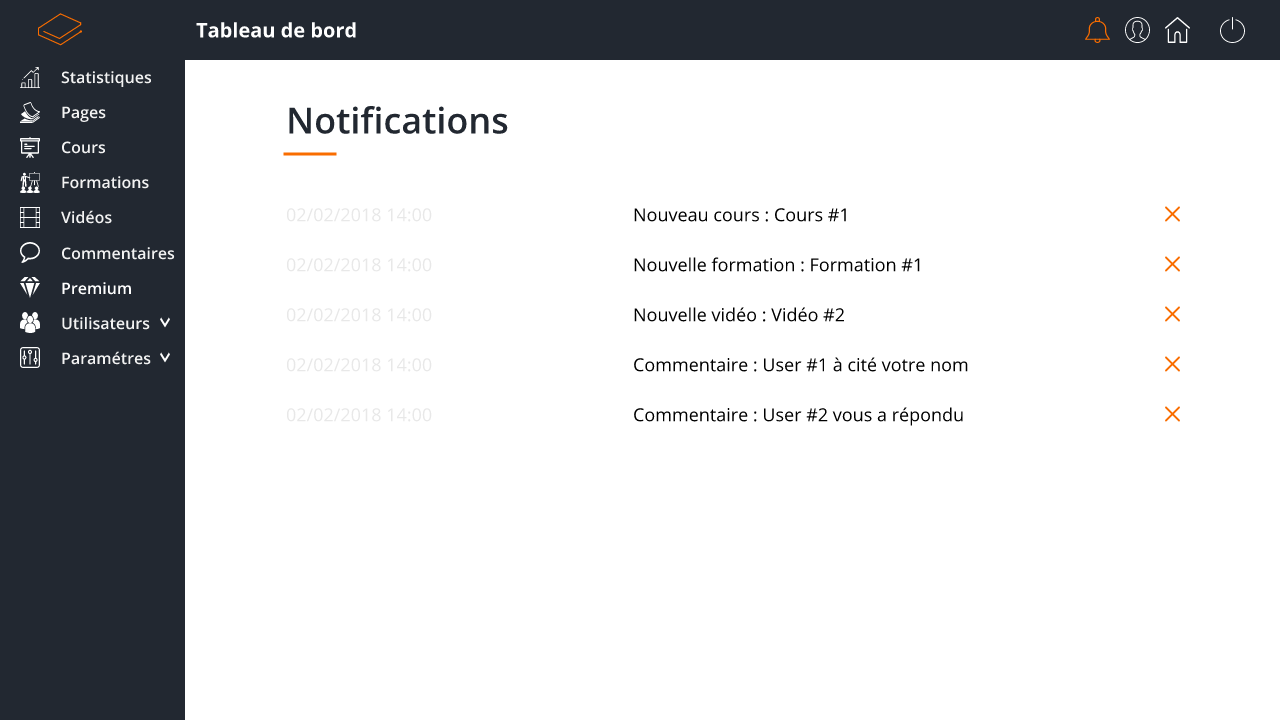 Tableau de bord
Statistiques
Pages
Cours
Formations
Vidéos
Commentaires
Premium
Utilisateurs
Paramétres
Notifications
02/02/2018 14:00 Nouveau cours : Cours #1
02/02/2018 14:00 Nouvelle formation : Formation #1
02/02/2018 14:00 Nouvelle vidéo : Vidéo #2
02/02/2018 14:00 Commentaire : User #1 à cité votre nom
02/02/2018 14:00 Commentaire : User #2 vous a répondu